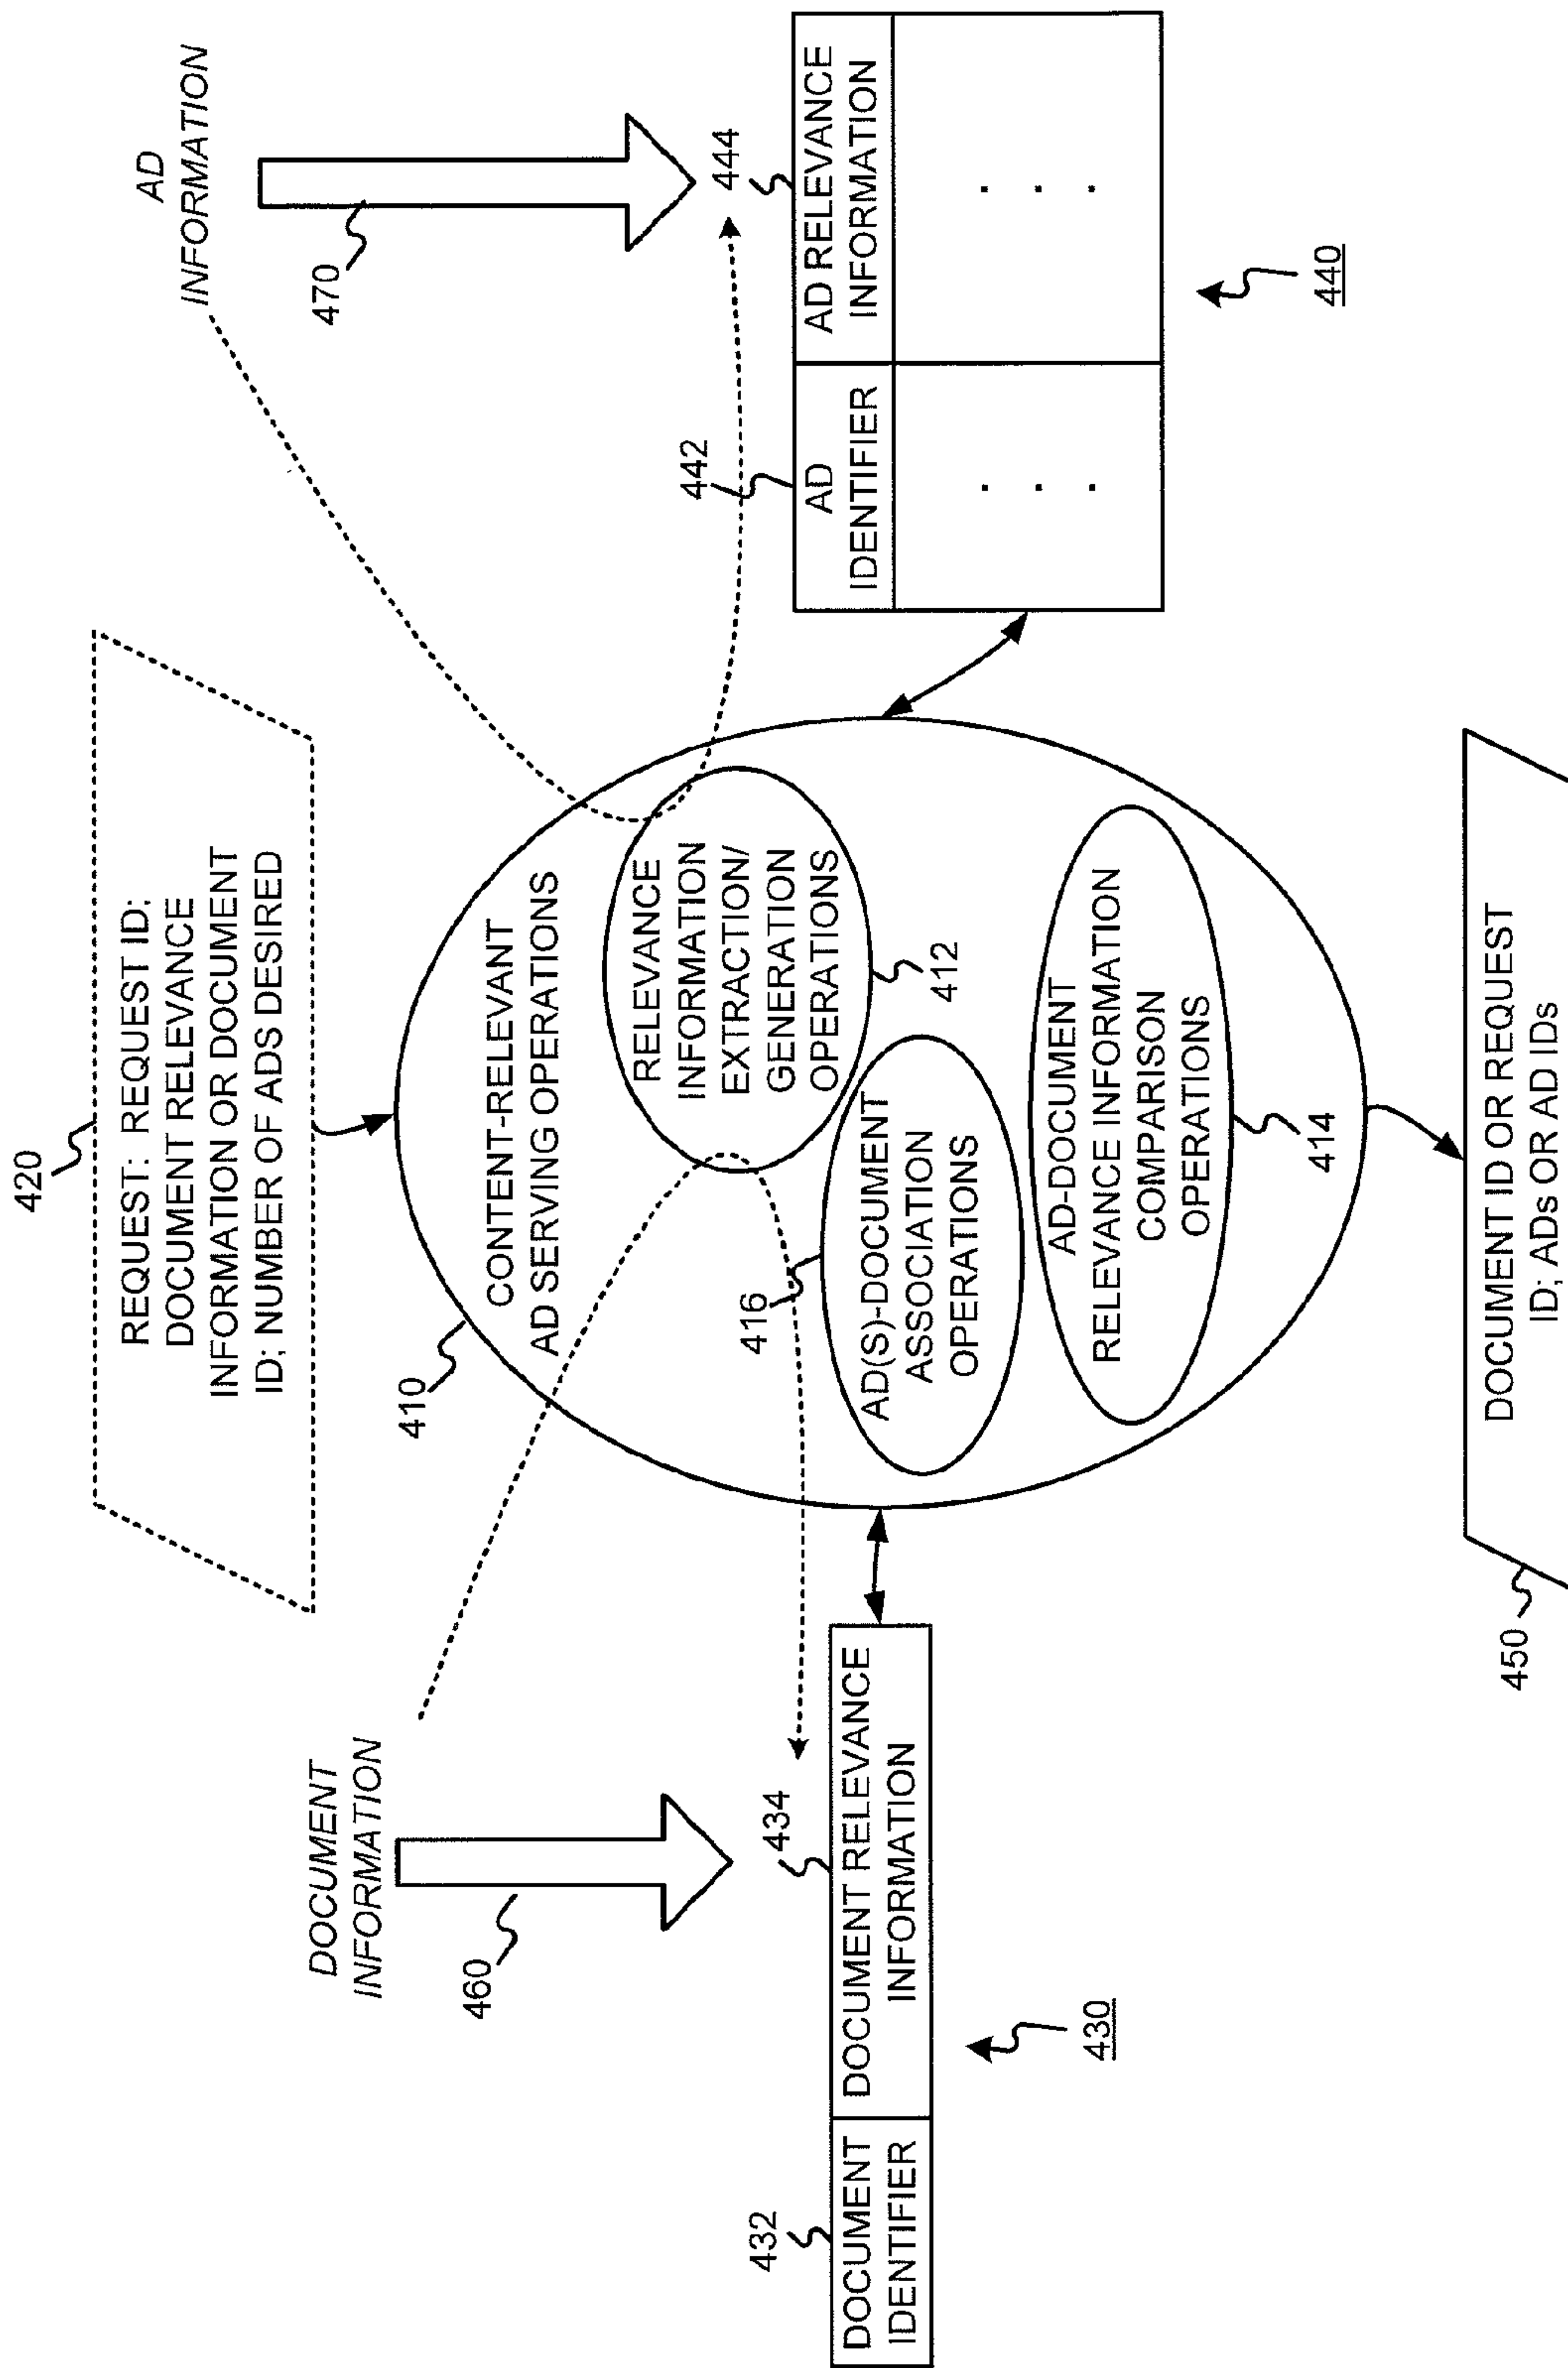 420
REQUEST: REQUEST ID;
DOCUMENT RELEVANCE
INFORMATION OR DOCUMENT
ID; NUMBER OF ADS DESIRED
AD
INFORMATION
470
DOCUMENT
INFORMATION
460
410
CONTENT-RELEVANT
AD SERVING OPERATIONS
RELEVANCE
INFORMATION
EXTRACTION/
GENERATION
OPERATIONS
412
416
AD(S)-DOCUMENT
ASSOCIATION
OPERATIONS
AD-DOCUMENT
RELEVANCE INFORMATION
COMPARISON
OPERATIONS
414
432
434
DOCUMENT
IDENTIFIER
DOCUMENT RELEVANCE
INFORMATION
430
442
444
AD
IDENTIFIER
AD RELEVANCE
INFORMATION
. . .
. . .
440
450
DOCUMENT ID OR REQUEST
ID; ADs OR AD IDs